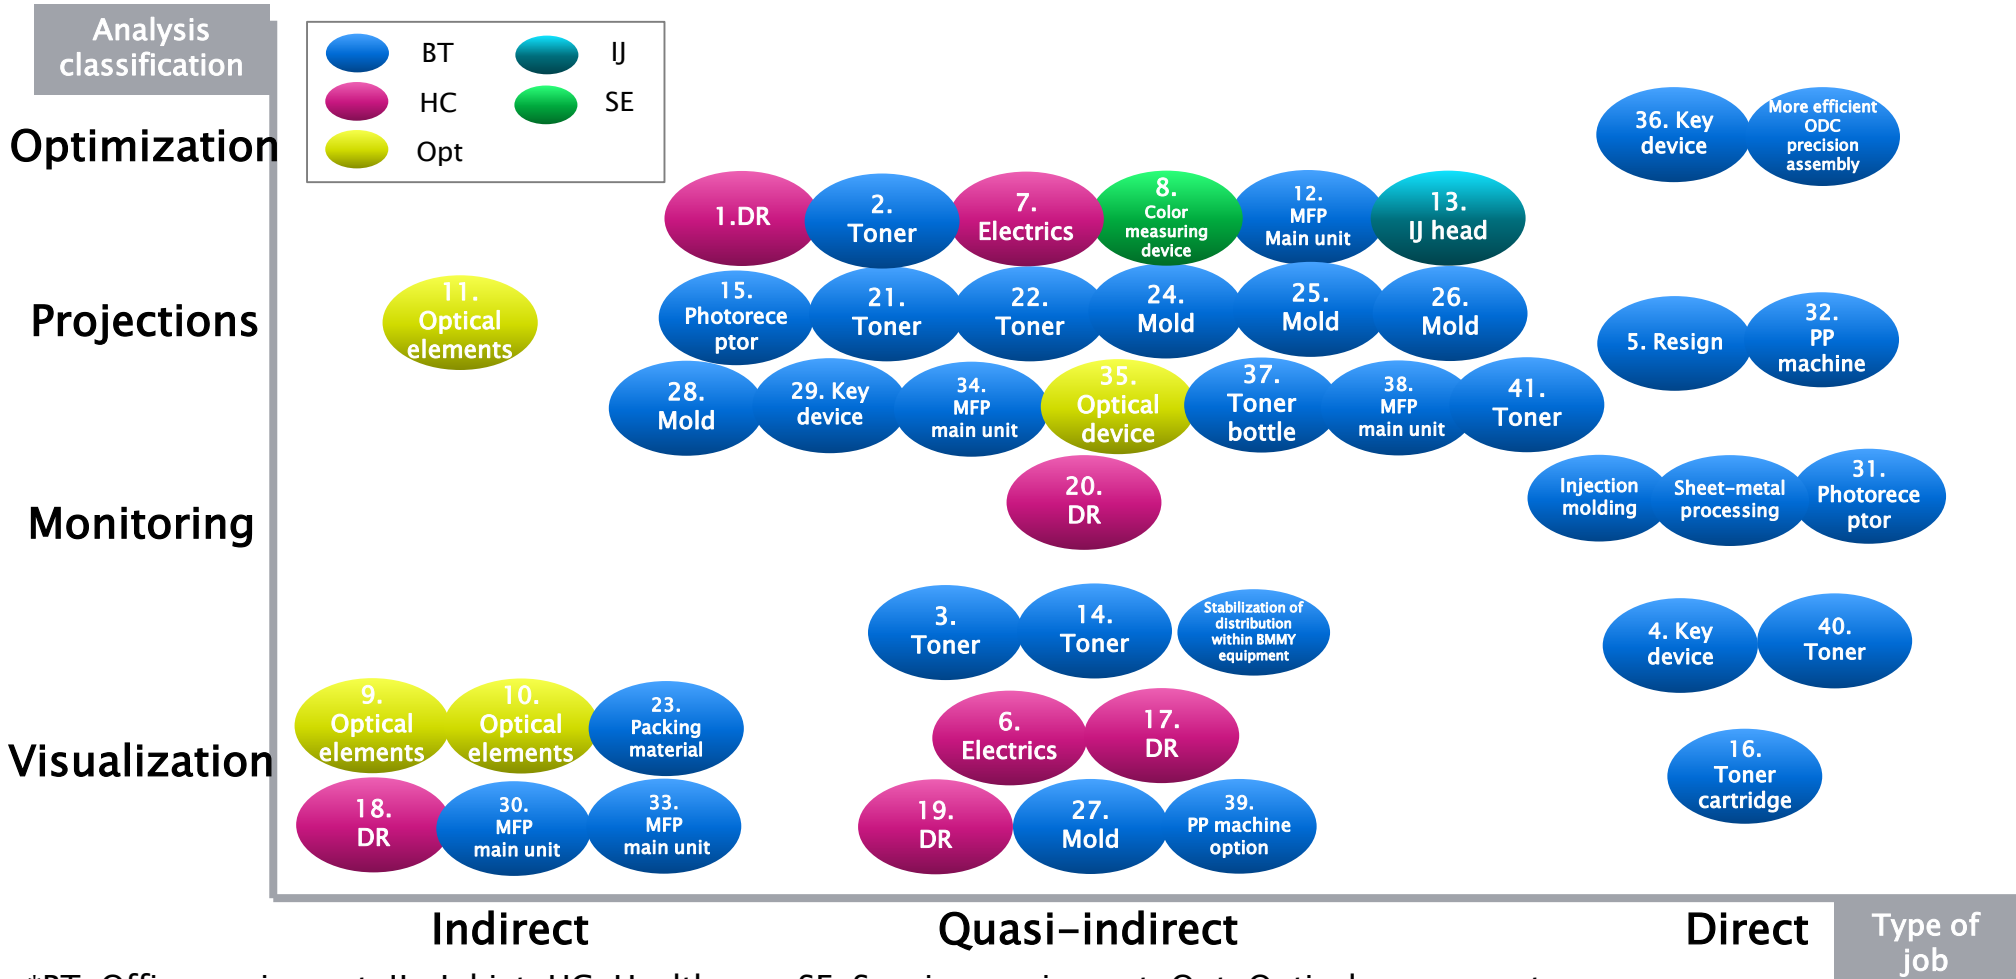 Analysis
classification
BT
IJ
HC
SE
Opt
Optimization
36. Key
device
More efficient
ODC
precision
assembly
1.DR
2.
Toner
7.
Electrics
8.
Color
measuring
device
12.
MFP
Main unit
13.
IJ head
Projections
11.
Optical
elements
15.
Photorece
ptor
21.
Toner
22.
Toner
24.
Mold
25.
Mold
26.
Mold
5. Resign
32.
PP
machine
28.
Mold
29. Key
device
34.
MFP
main unit
35.
Optical
device
37.
Toner
bottle
38.
MFP
main unit
41.
Toner
Monitoring
20.
DR
Injection
molding
Sheet-metal
processing
31.
Photorece
ptor
3.
Toner
14.
Toner
Stabilization of
distribution
within BMMY
equipment
4. Key
device
40.
Toner
Visualization
9.
Optical
elements
10.
Optical
elements
23.
Packing
material
6.
Electrics
17.
DR
16.
Toner
cartridge
18.
DR
30.
MFP
main unit
33.
MFP
main unit
19.
DR
27.
Mold
39.
PP machine
option
Indirect
Quasi-indirect
Direct
Type of
job